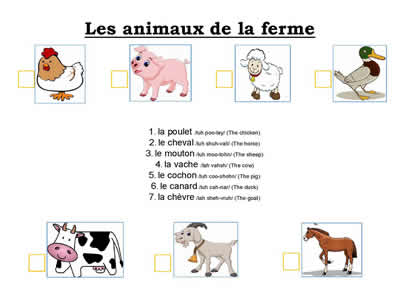 Les animaux de la ferme
1. la poulet /luh poo-lay/ (The chicken)
2. le cheval /luh shuh-val/ (The horse)
3. le mouton /luh moo-tohn/ (The sheep)
4. la vache /lah vahsh/ (The cow)
5. le cochon /luh coo-shohn/ (The pig)
6. le canard /luh cah-nar/ (The duck)
7. la chèvre /lah sheh-vruh/ (The goat)